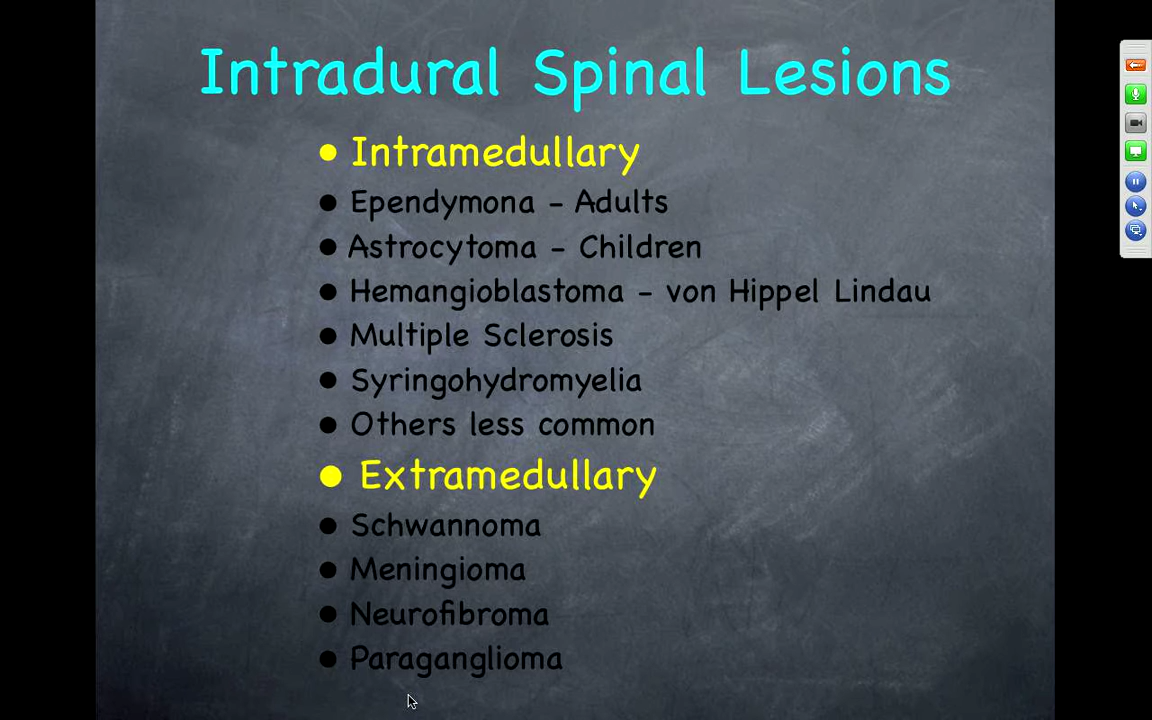 Intradural Spinal Lesions
• Intramedullary
• Ependymona - Adults
• Astrocytoma - Children
• Hemangioblastoma - von Hippel Lindau
• Multiple Sclerosis
• Syringohydromyelia
• Others less common
• Extramedullary
• Schwannoma
• Meningioma
• Neurofibroma
• Paraganglioma